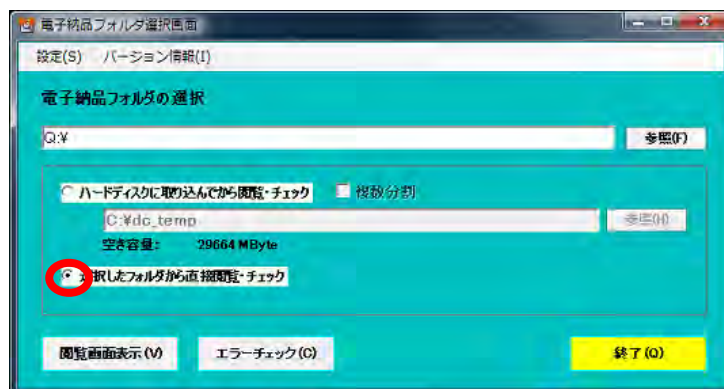 電子納品フォルダ選択画面
設定(S) バージョン情報(I)
電子納品フォルダの選択
Q:¥ 参照(F)
ハードディスクに取り込んでから閲覧・チェック 複数分割
C:¥dc_temp 参照(H)
空き容量: 29664 MByte
選択したフォルダから直接閲覧・チェック
閲覧画面表示(V) エラーチェック(C) 終了(Q)